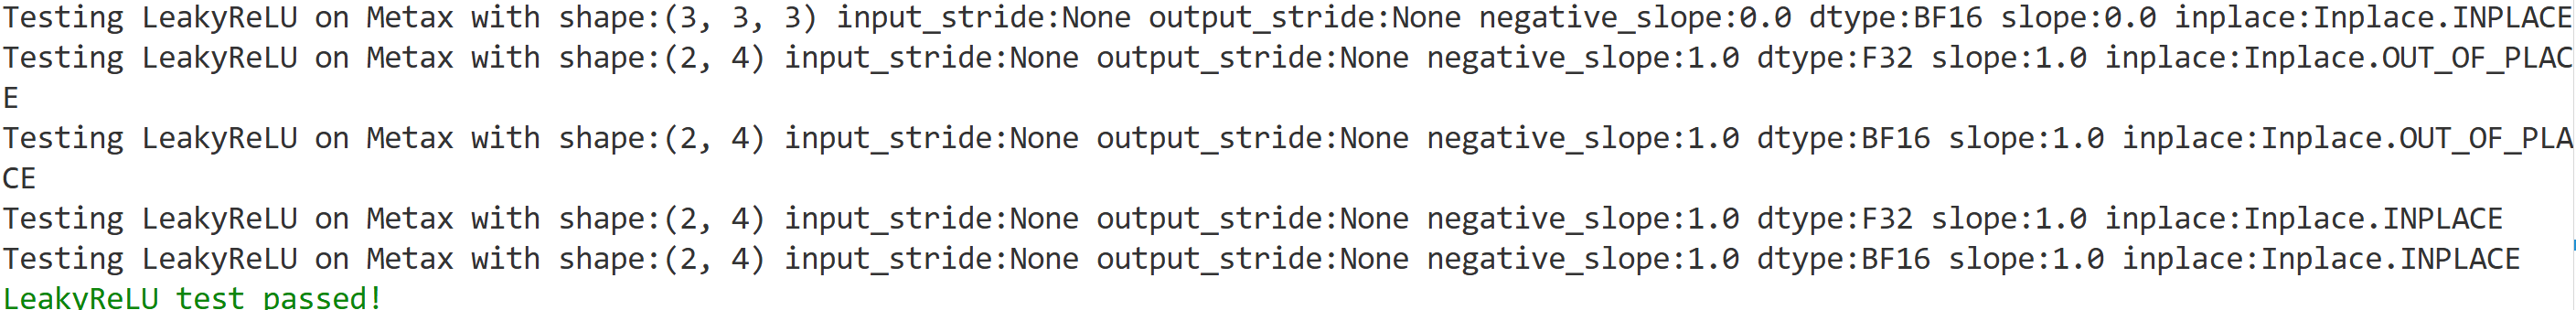 Testing LeakyReLU on Metax with shape:(3, 3, 3) input_stride:None output_stride:None negative_slope:0.0 dtype:BF16 slope:0.0 inplace:Inplace.INPLACE
Testing LeakyReLU on Metax with shape:(2, 4) input_stride:None output_stride:None negative_slope:1.0 dtype:F32 slope:1.0 inplace:Inplace.OUT_OF_PLAC
E
Testing LeakyReLU on Metax with shape:(2, 4) input_stride:None output_stride:None negative_slope:1.0 dtype:BF16 slope:1.0 inplace:Inplace.OUT_OF_PLA
CE
Testing LeakyReLU on Metax with shape:(2, 4) input_stride:None output_stride:None negative_slope:1.0 dtype:F32 slope:1.0 inplace:Inplace.INPLACE
Testing LeakyReLU on Metax with shape:(2, 4) input_stride:None output_stride:None negative_slope:1.0 dtype:BF16 slope:1.0 inplace:Inplace.INPLACE
LeakyReLU test passed!